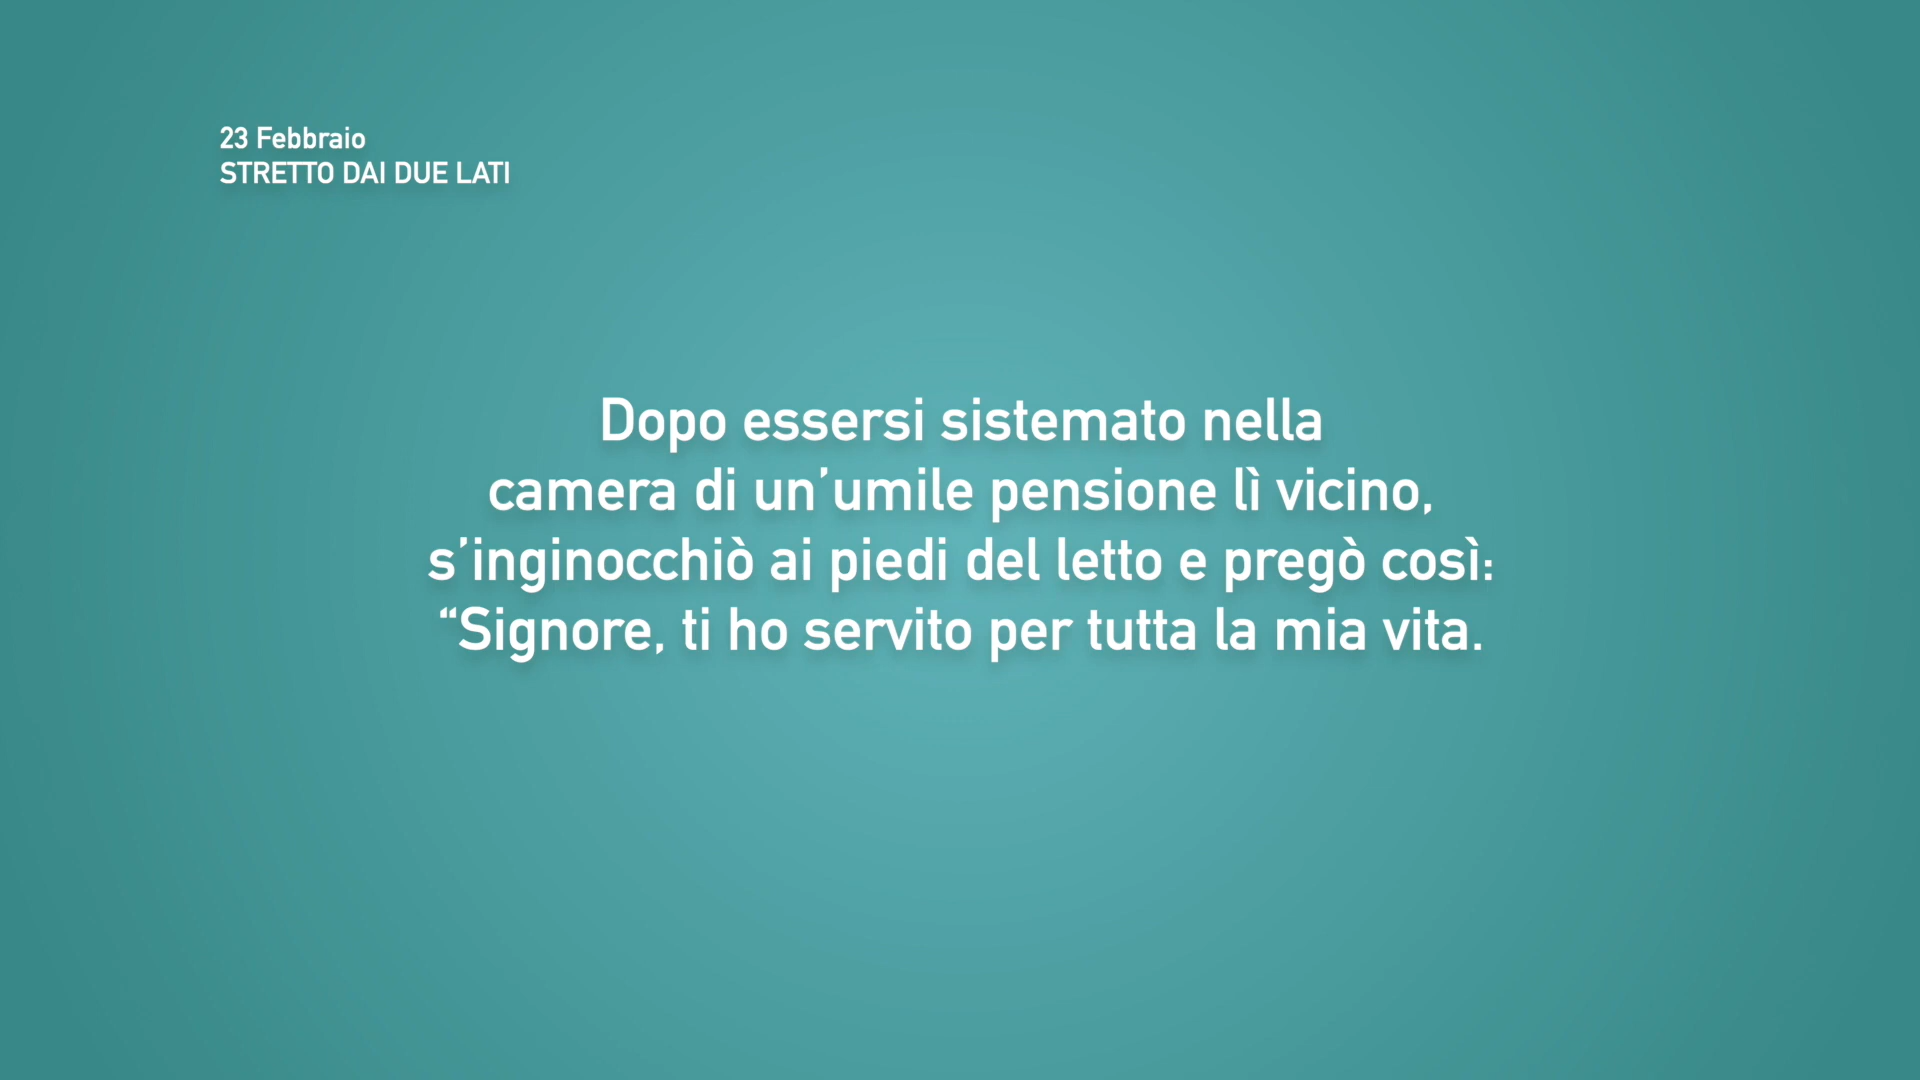 23 Febbraio
STRETTO DAI DUE LATI
Dopo essersi sistemato nella
camera di un’umile pensione lì vicino,
s’inginocchiò ai piedi del letto e pregò così:
“Signore, ti ho servito per tutta la mia vita.